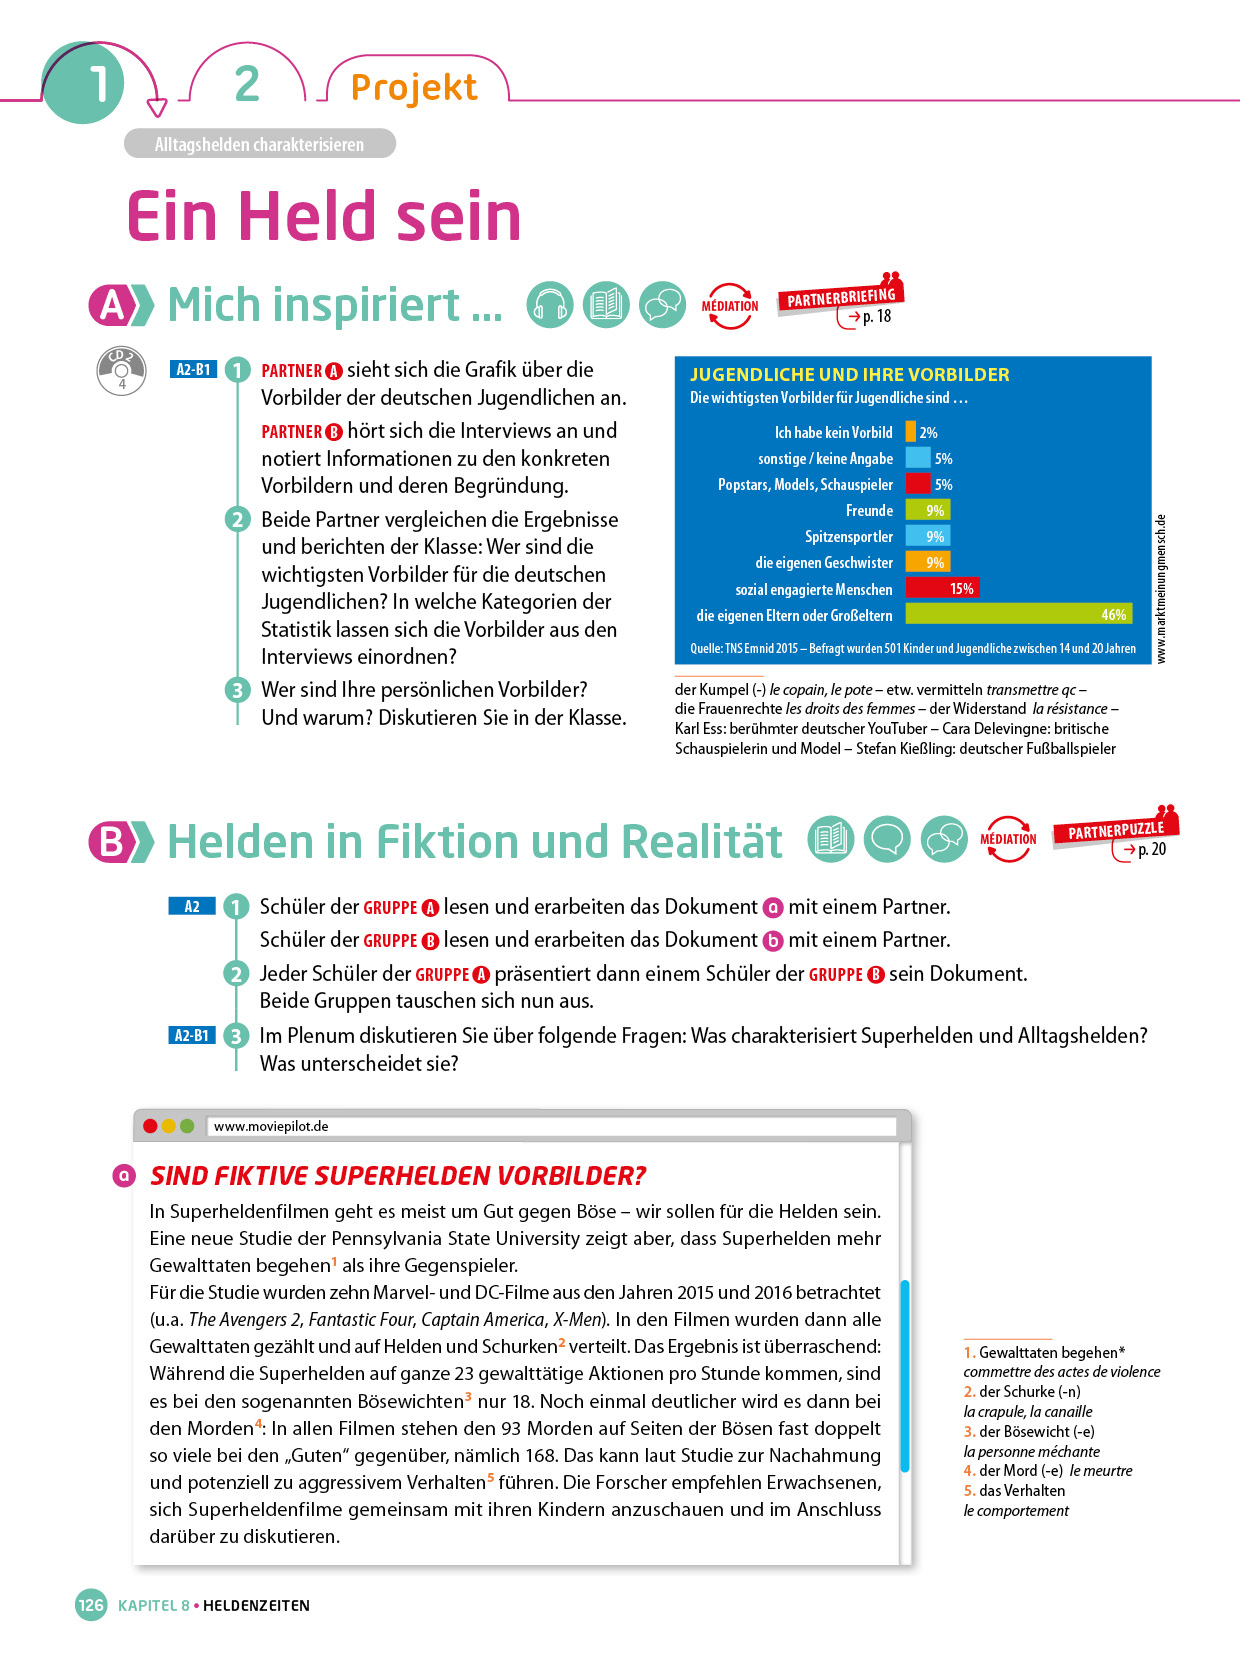 1
2
Projekt
Alltagshelden charakterisieren
Ein Held sein
A Mich inspiriert ...
MÉDIATION
PARTNERBRIEFING
p. 18
CD 2
4
A2-B1
1 PARTNER A sieht sich die Grafik über die
Vorbilder der deutschen Jugendlichen an.
PARTNER B hört sich die Interviews an und
notiert Informationen zu den konkreten
Vorbildern und deren Begründung.
2 Beide Partner vergleichen die Ergebnisse
und berichten der Klasse: Wer sind die
wichtigsten Vorbilder für die deutschen
Jugendlichen? In welche Kategorien der
Statistik lassen sich die Vorbilder aus den
Interviews einordnen?
3 Wer sind Ihre persönlichen Vorbilder?
Und warum? Diskutieren Sie in der Klasse.
JUGENDLICHE UND IHRE VORBILDER
Die wichtigsten Vorbilder für Jugendliche sind ...
Ich habe kein Vorbild 2%
sonstige / keine Angabe 5%
Popstars, Models, Schauspieler 5%
Freunde 9%
Spitzensportler 9%
die eigenen Geschwister 9%
sozial engagierte Menschen 15%
die eigenen Eltern oder Großeltern 46%
Quelle: TNS Emnid 2015 – Befragt wurden 501 Kinder und Jugendliche zwischen 14 und 20 Jahren
www.marktmeinungmensch.de
der Kumpel (-) le copain, le pote – etw. vermitteln transmettre qc –
die Frauenrechte les droits des femmes – der Widerstand la résistance –
Karl Ess: berühmter deutscher YouTuber – Cara Delevingne: britische
Schauspielerin und Model – Stefan Kießling: deutscher Fußballspieler
B Helden in Fiktion und Realität
MÉDIATION
PARTNERPUZZLE
p. 20
A2
1 Schüler der GRUPPE A lesen und erarbeiten das Dokument a mit einem Partner.
Schüler der GRUPPE B lesen und erarbeiten das Dokument b mit einem Partner.
2 Jeder Schüler der GRUPPE A präsentiert dann einem Schüler der GRUPPE B sein Dokument.
Beide Gruppen tauschen sich nun aus.
A2-B1
3 Im Plenum diskutieren Sie über folgende Fragen: Was charakterisiert Superhelden und Alltagshelden?
Was unterscheidet sie?
www.moviepilot.de
a SIND FIKTIVE SUPERHELDEN VORBILDER?
In Superheldenfilmen geht es meist um Gut gegen Böse – wir sollen für die Helden sein.
Eine neue Studie der Pennsylvania State University zeigt aber, dass Superhelden mehr
Gewalttaten begehen1 als ihre Gegenspieler.
Für die Studie wurden zehn Marvel- und DC-Filme aus den Jahren 2015 und 2016 betrachtet
(u.a. The Avengers 2, Fantastic Four, Captain America, X-Men). In den Filmen wurden dann alle
Gewalttaten gezählt und auf Helden und Schurken2 verteilt. Das Ergebnis ist überraschend:
Während die Superhelden auf ganze 23 gewalttätige Aktionen pro Stunde kommen, sind
es bei den sogenannten Bösewichten3 nur 18. Noch einmal deutlicher wird es dann bei
den Morden4: In allen Filmen stehen den 93 Morden auf Seiten der Bösen fast doppelt
so viele bei den „Guten“ gegenüber, nämlich 168. Das kann laut Studie zur Nachahmung
und potenziell zu aggressivem Verhalten5 führen. Die Forscher empfehlen Erwachsenen,
sich Superheldenfilme gemeinsam mit ihren Kindern anzuschauen und im Anschluss
darüber zu diskutieren.
1. Gewalttaten begehen*
commettre des actes de violence
2. der Schurke (-n)
la crapule, la canaille
3. der Bösewicht (-e)
la personne méchante
4. der Mord (-e) le meurtre
5. das Verhalten
le comportement
126 KAPITEL 8 • HELDENZEITEN